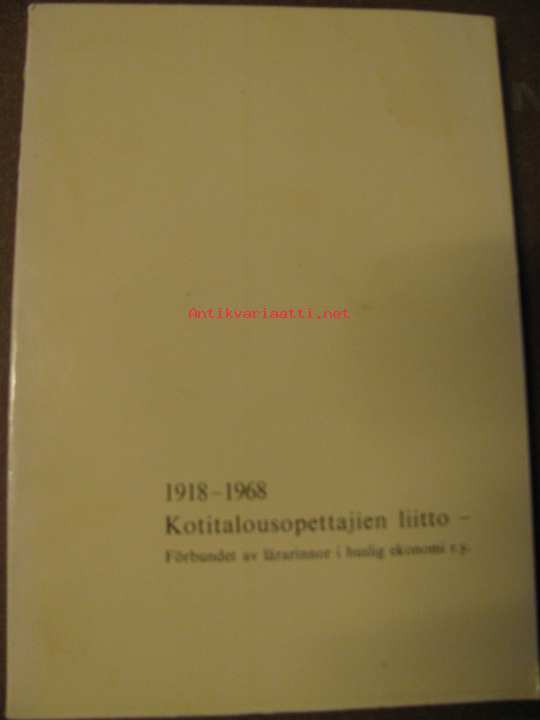 Antikvariaatti.net
1918–1968
Kotitalousopettajien liitto –
Förbundet av lärarinnor i huslig ekonomi r.y.